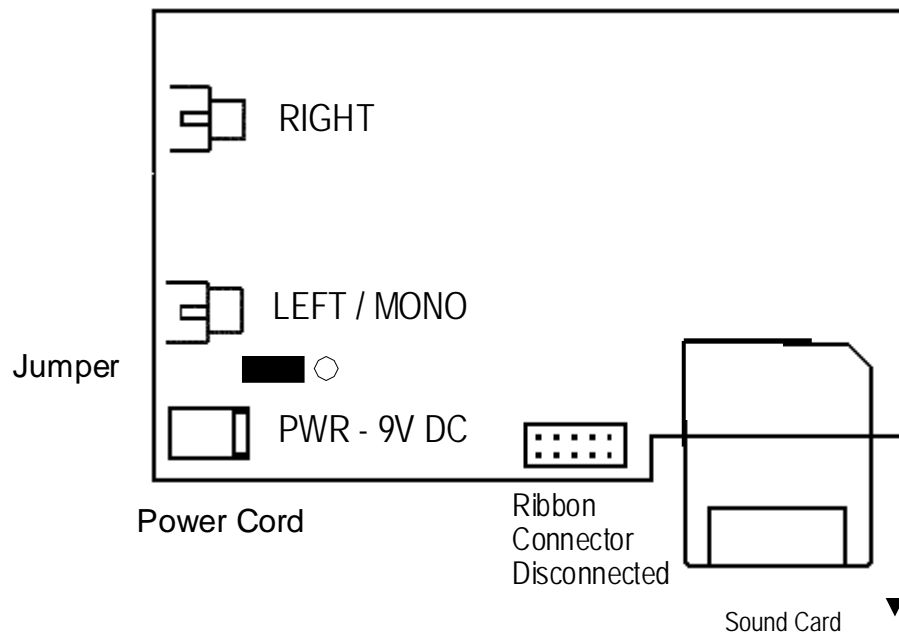 RIGHT
LEFT / MONO
Jumper
PWR - 9V DC
Power Cord
Ribbon
Connector
Disconnected
Sound Card